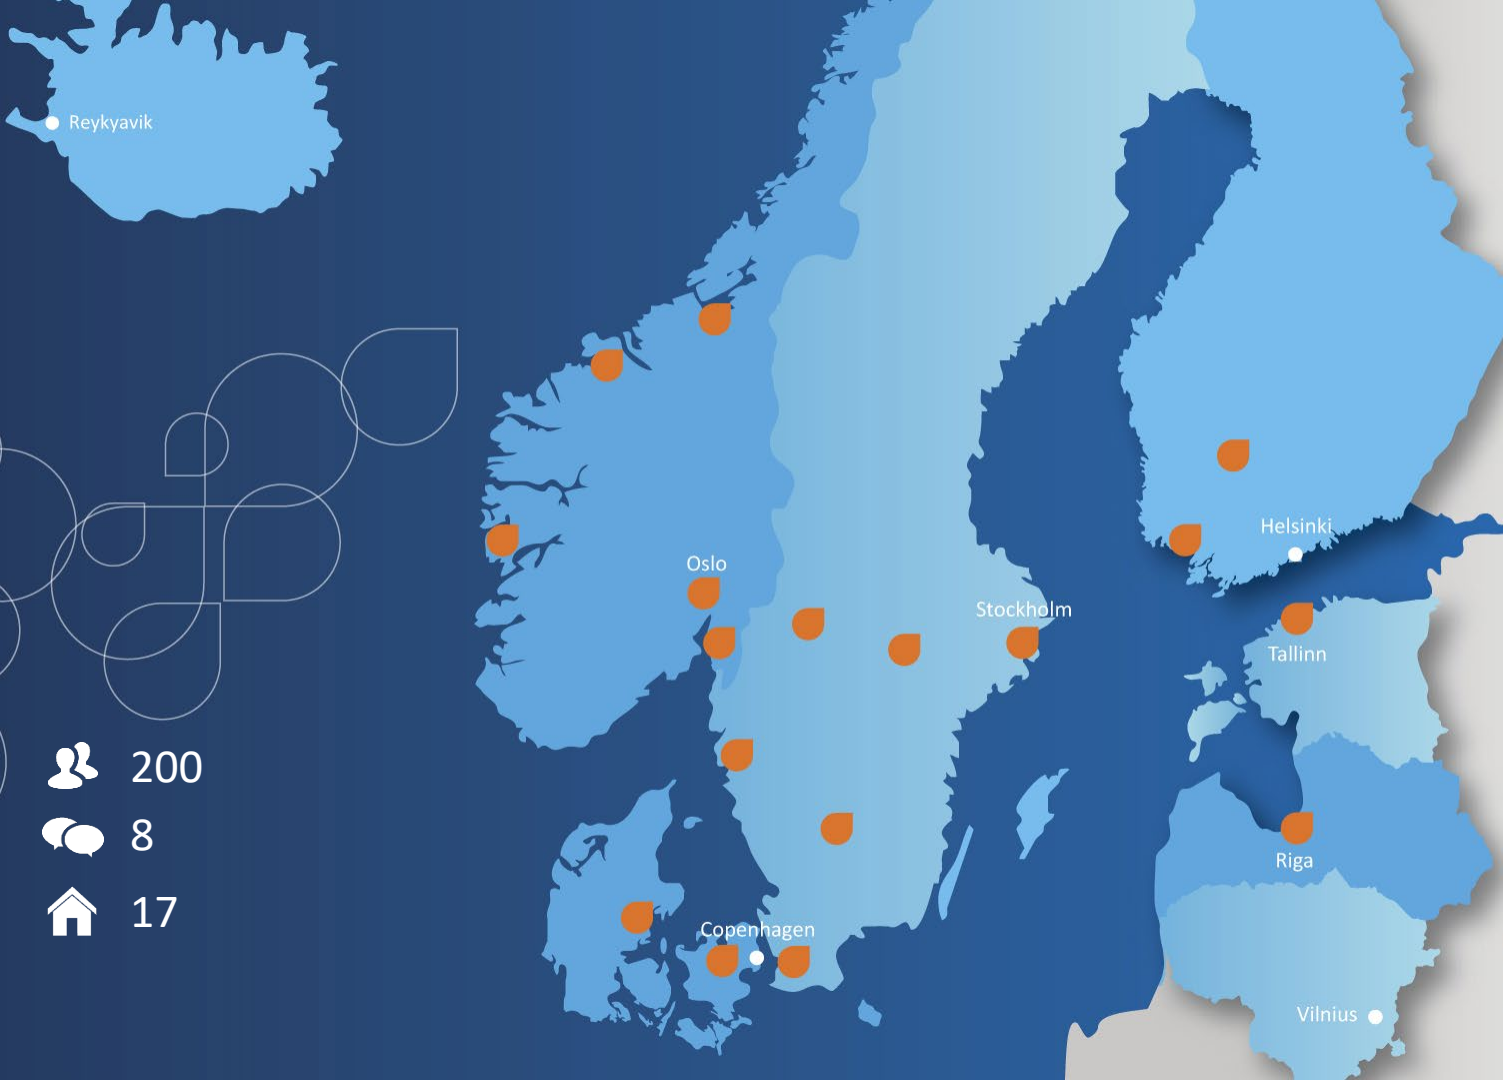 Reykyavik
Helsinki
Oslo
Stockholm
Tallinn
200
8
Riga
17
Copenhagen
Vilnius